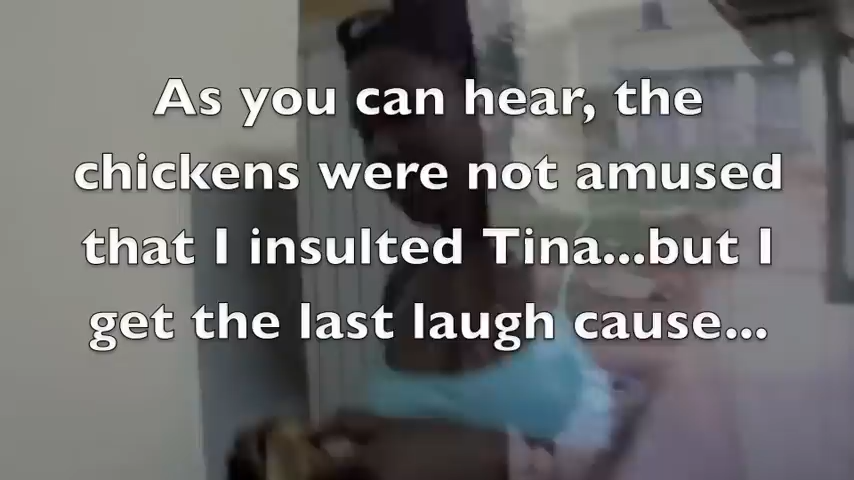 As you can hear, the
chickens were not amused
that I insulted Tina...but I
get the last laugh cause...